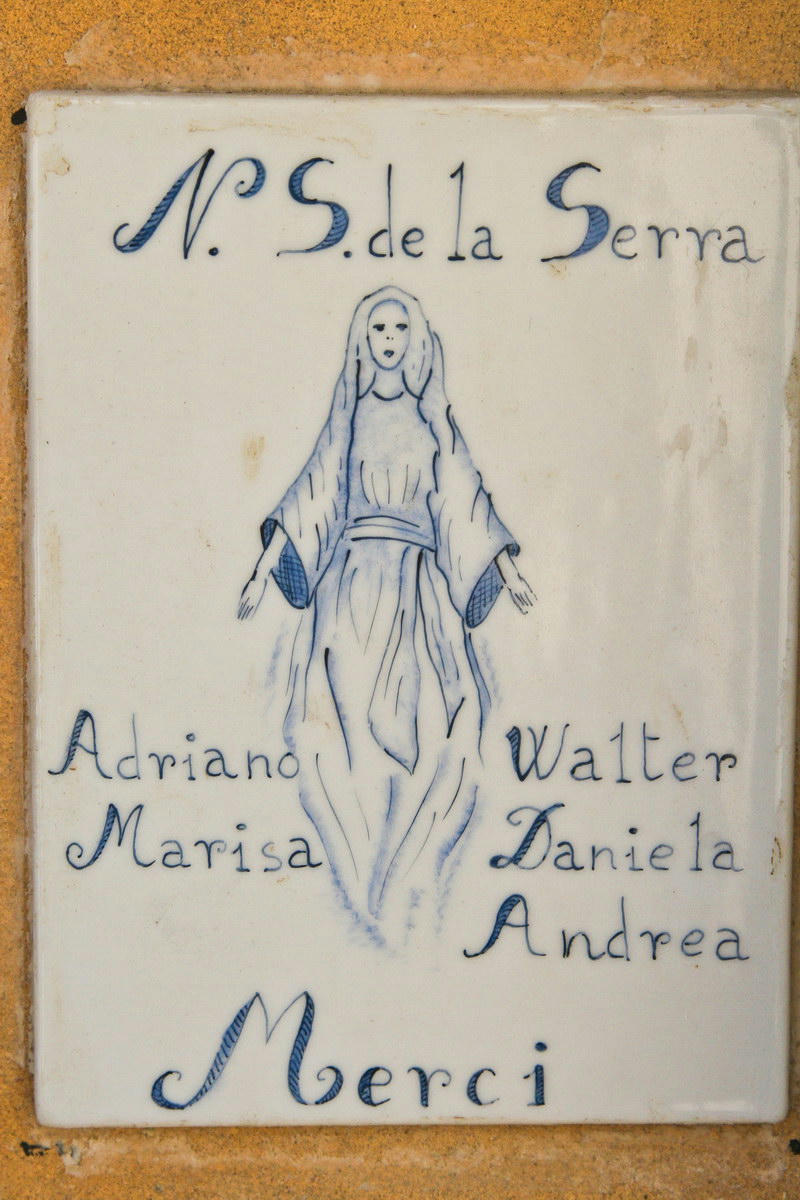 N. S. de la Serra
Adriano Walter
Marisa Daniela
Andrea
Merci